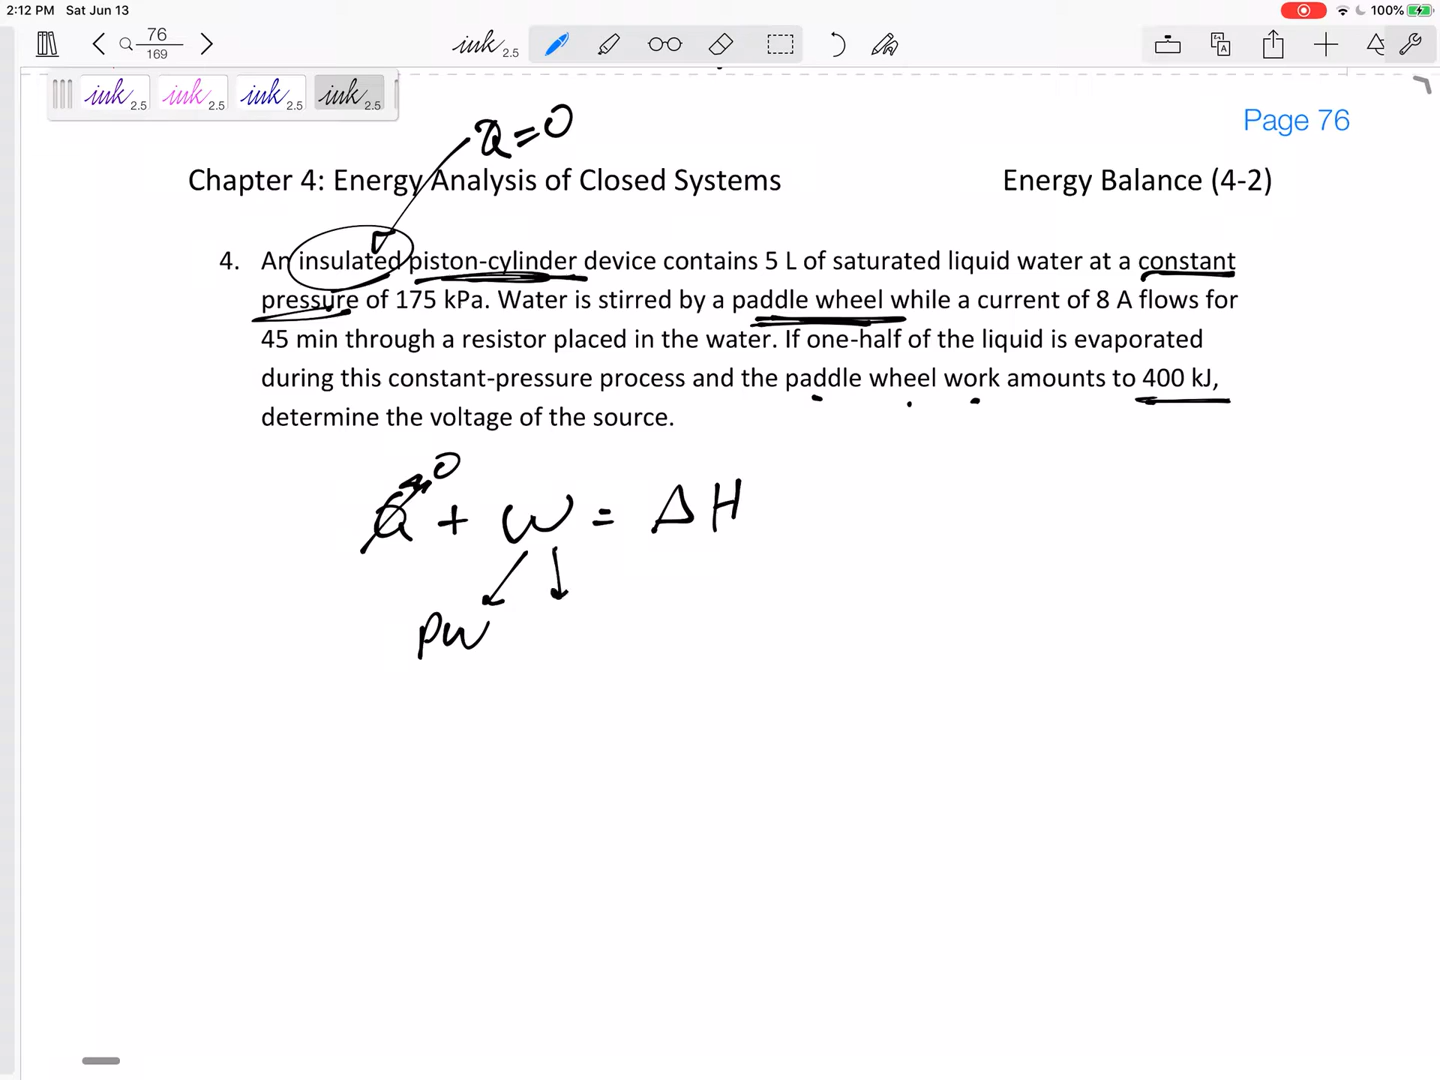 2:12 PM Sat Jun 13
100%
76
169
ink 2.5
ink 2.5
ink 2.5
ink 2.5
ink 2.5
Page 76
Q=0
Chapter 4: Energy Analysis of Closed Systems
Energy Balance (4-2)
4. An insulated piston-cylinder device contains 5 L of saturated liquid water at a constant
pressure of 175 kPa. Water is stirred by a paddle wheel while a current of 8 A flows for
45 min through a resistor placed in the water. If one-half of the liquid is evaporated
during this constant-pressure process and the paddle wheel work amounts to 400 kJ,
determine the voltage of the source.
0
Q + W = Δ H
PW